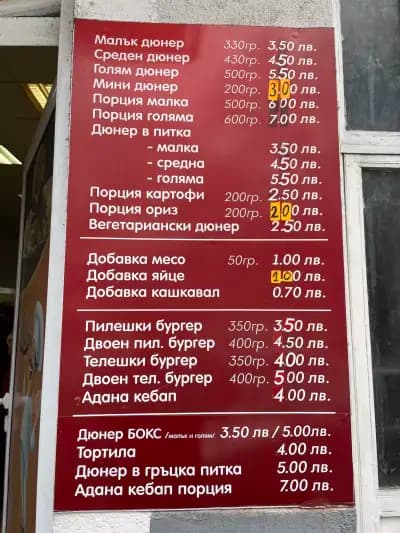 Малък дюнер 330гр. 3.50 лв.
Среден дюнер 430гр. 4.50 лв.
Голям дюнер 500гр. 5.50 лв.
Мини дюнер 200гр. 3.00 лв.
Порция малка 500гр. 6.00 лв.
Порция голяма 600гр. 7.00 лв.
Дюнер в питка
- малка 3.50 лв.
- средна 4.50 лв.
- голяма 5.50 лв.
Порция картофи 200гр. 2.50 лв.
Порция ориз 200гр. 2.00 лв.
Вегетариански дюнер 2.50 лв.
Добавка месо 50гр. 1.00 лв.
Добавка яйце 1.00 лв.
Добавка кашкавал 0.70 лв.
Пилешки бургер 350гр. 3.50 лв.
Двоен пил. бургер 400гр. 4.50 лв.
Телешки бургер 350гр. 4.00 лв.
Двоен тел. бургер 400гр. 5.00 лв.
Адана кебап 4.00 лв.
Дюнер БОКС /малък и голям/ 3.50 лв / 5.00лв.
Тортила 4.00 лв.
Дюнер в гръцка питка 5.00 лв.
Адана кебап порция 7.00 лв.